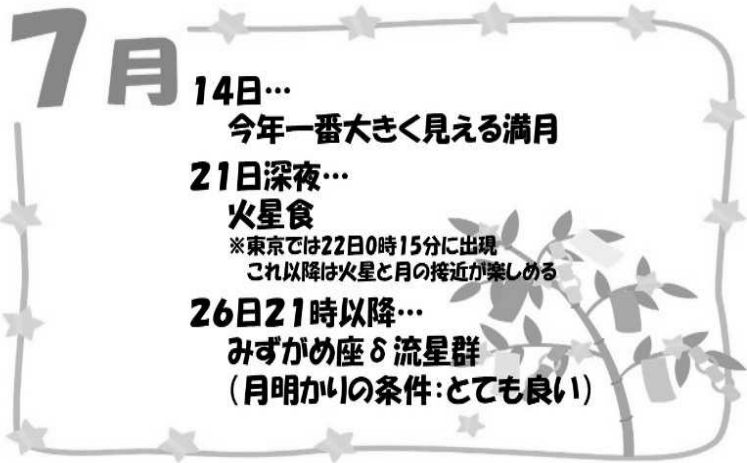 7月
14日…
今年一番大きく見える満月
21日深夜…
火星食
※東京では22日0時15分に出現
これ以降は火星と月の接近が楽しめる
26日21時以降…
みずがめ座δ流星群
(月明かりの条件:とても良い)